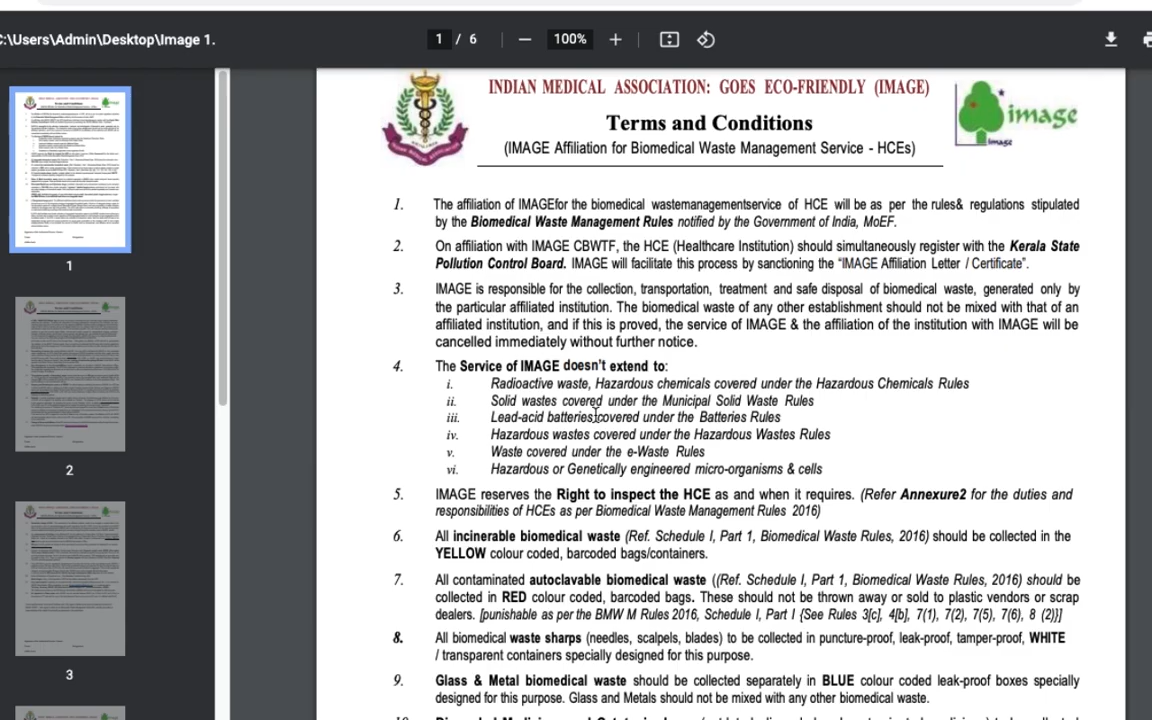 C:\Users\Admin\Desktop\Image 1.
1 / 6
100%
INDIAN MEDICAL ASSOCIATION: GOES ECO-FRIENDLY (IMAGE)
Terms and Conditions
(IMAGE Affiliation for Biomedical Waste Management Service - HCEs)
image
image
1. The affiliation of IMAGEfor the biomedical wastemanagementservice of HCE will be as per the rules& regulations stipulated
by the Biomedical Waste Management Rules notified by the Government of India, MoEF.
2. On affiliation with IMAGE CBWTF, the HCE (Healthcare Institution) should simultaneously register with the Kerala State
Pollution Control Board. IMAGE will facilitate this process by sanctioning the “IMAGE Affiliation Letter / Certificate”.
3. IMAGE is responsible for the collection, transportation, treatment and safe disposal of biomedical waste, generated only by
the particular affiliated institution. The biomedical waste of any other establishment should not be mixed with that of an
affiliated institution, and if this is proved, the service of IMAGE & the affiliation of the institution with IMAGE will be
cancelled immediately without further notice.
4. The Service of IMAGE doesn’t extend to:
i. Radioactive waste, Hazardous chemicals covered under the Hazardous Chemicals Rules
ii. Solid wastes covered under the Municipal Solid Waste Rules
iii. Lead-acid batteries covered under the Batteries Rules
iv. Hazardous wastes covered under the Hazardous Wastes Rules
v. Waste covered under the e-Waste Rules
vi. Hazardous or Genetically engineered micro-organisms & cells
5. IMAGE reserves the Right to inspect the HCE as and when it requires. (Refer Annexure2 for the duties and
responsibilities of HCEs as per Biomedical Waste Management Rules 2016)
6. All incinerable biomedical waste (Ref. Schedule I, Part 1, Biomedical Waste Rules, 2016) should be collected in the
YELLOW colour coded, barcoded bags/containers.
7. All contaminated autoclavable biomedical waste ((Ref. Schedule I, Part 1, Biomedical Waste Rules, 2016) should be
collected in RED colour coded, barcoded bags. These should not be thrown away or sold to plastic vendors or scrap
dealers. [punishable as per the BMW M Rules 2016, Schedule I, Part I {See Rules 3[c], 4[b], 7(1), 7(2), 7(5), 7(6), 8 (2)}]
8. All biomedical waste sharps (needles, scalpels, blades) to be collected in puncture-proof, leak-proof, tamper-proof, WHITE
/ transparent containers specially designed for this purpose.
9. Glass & Metal biomedical waste should be collected separately in BLUE colour coded leak-proof boxes specially
designed for this purpose. Glass and Metals should not be mixed with any other biomedical waste.
1
2
3